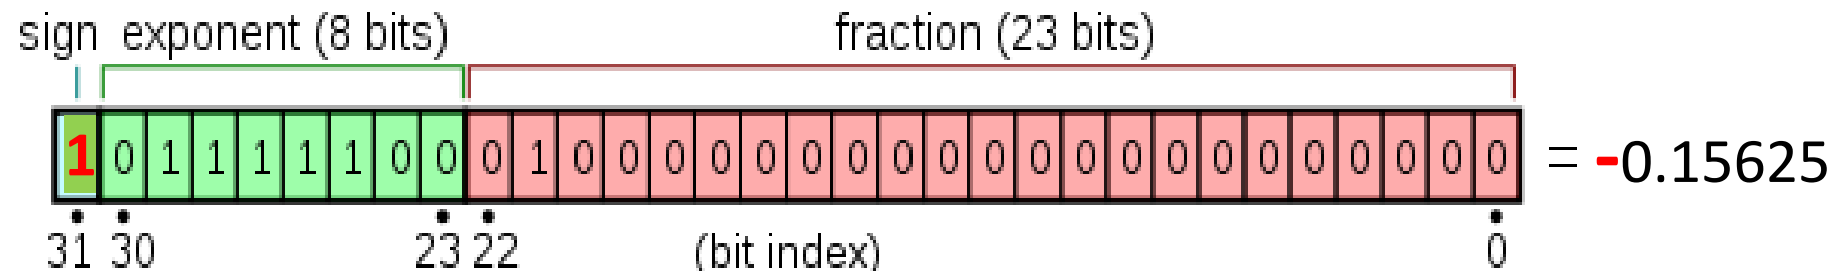 sign exponent (8 bits) fraction (23 bits)
1 0 1 1 1 1 1 0 0 0 1 0 0 0 0 0 0 0 0 0 0 0 0 0 0 0 0 0 0 0 0 0 = -0.15625
31 30 23 22 (bit index) 0